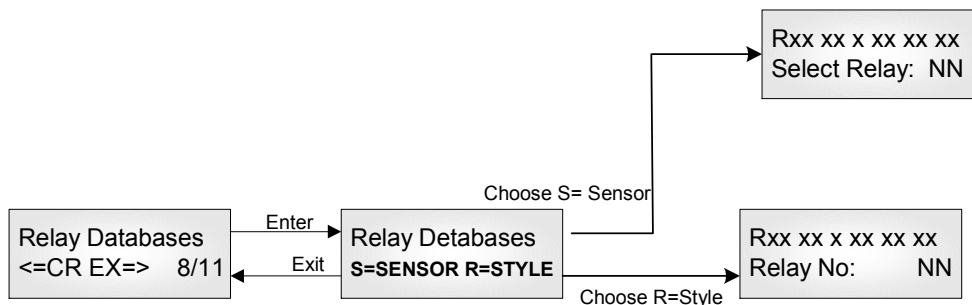 Rxx xx x xx xx xx
Select Relay: NN
Choose S= Sensor
Relay Databases
<=CR EX=> 8/11
Enter
Exit
Relay Detabases
S=SENSOR R=STYLE
Rxx xx x xx xx xx
Relay No: NN
Choose R=Style